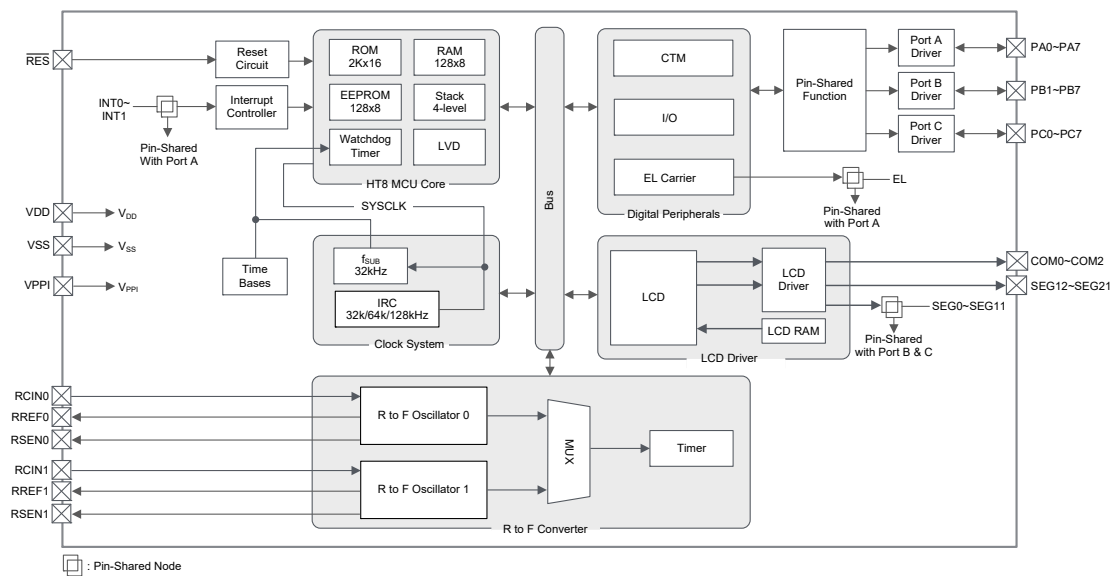 RES
Reset
Circuit
ROM
2Kx16
RAM
128x8
INT0~
INT1
Interrupt
Controller
EEPROM
128x8
Stack
4-level
Pin-Shared
With Port A
Watchdog
Timer
LVD
HT8 MCU Core
SYSCLK
VDD
VDD
VSS
VSS
VPPI
VPPI
Time
Bases
fSUB
32kHz
IRC
32k/64k/128kHz
Clock System
Bus
CTM
I/O
EL Carrier
Digital Peripherals
Pin-Shared
Function
Port A
Driver
PA0~PA7
Port B
Driver
PB1~PB7
Port C
Driver
PC0~PC7
EL
Pin-Shared
with Port A
LCD
LCD
Driver
LCD RAM
LCD Driver
COM0~COM2
SEG12~SEG21
SEG0~SEG11
Pin-Shared
with Port B & C
RCIN0
RREF0
RSEN0
RCIN1
RREF1
RSEN1
R to F Oscillator 0
R to F Oscillator 1
MUX
Timer
R to F Converter
: Pin-Shared Node